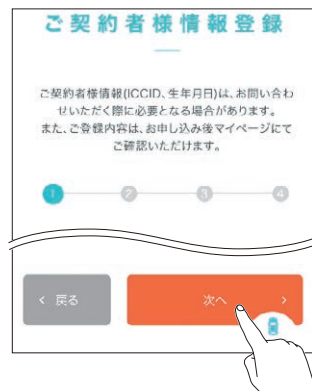 ご契約者様情報登録
ご契約者様情報(ICCID、生年月日)は、お問い合わ
せいただく際に必要となる場合があります。
また、ご登録内容は、お申し込み後マイページにて
ご確認いただけます。
1 2 3 4
< 戻る
次へ >